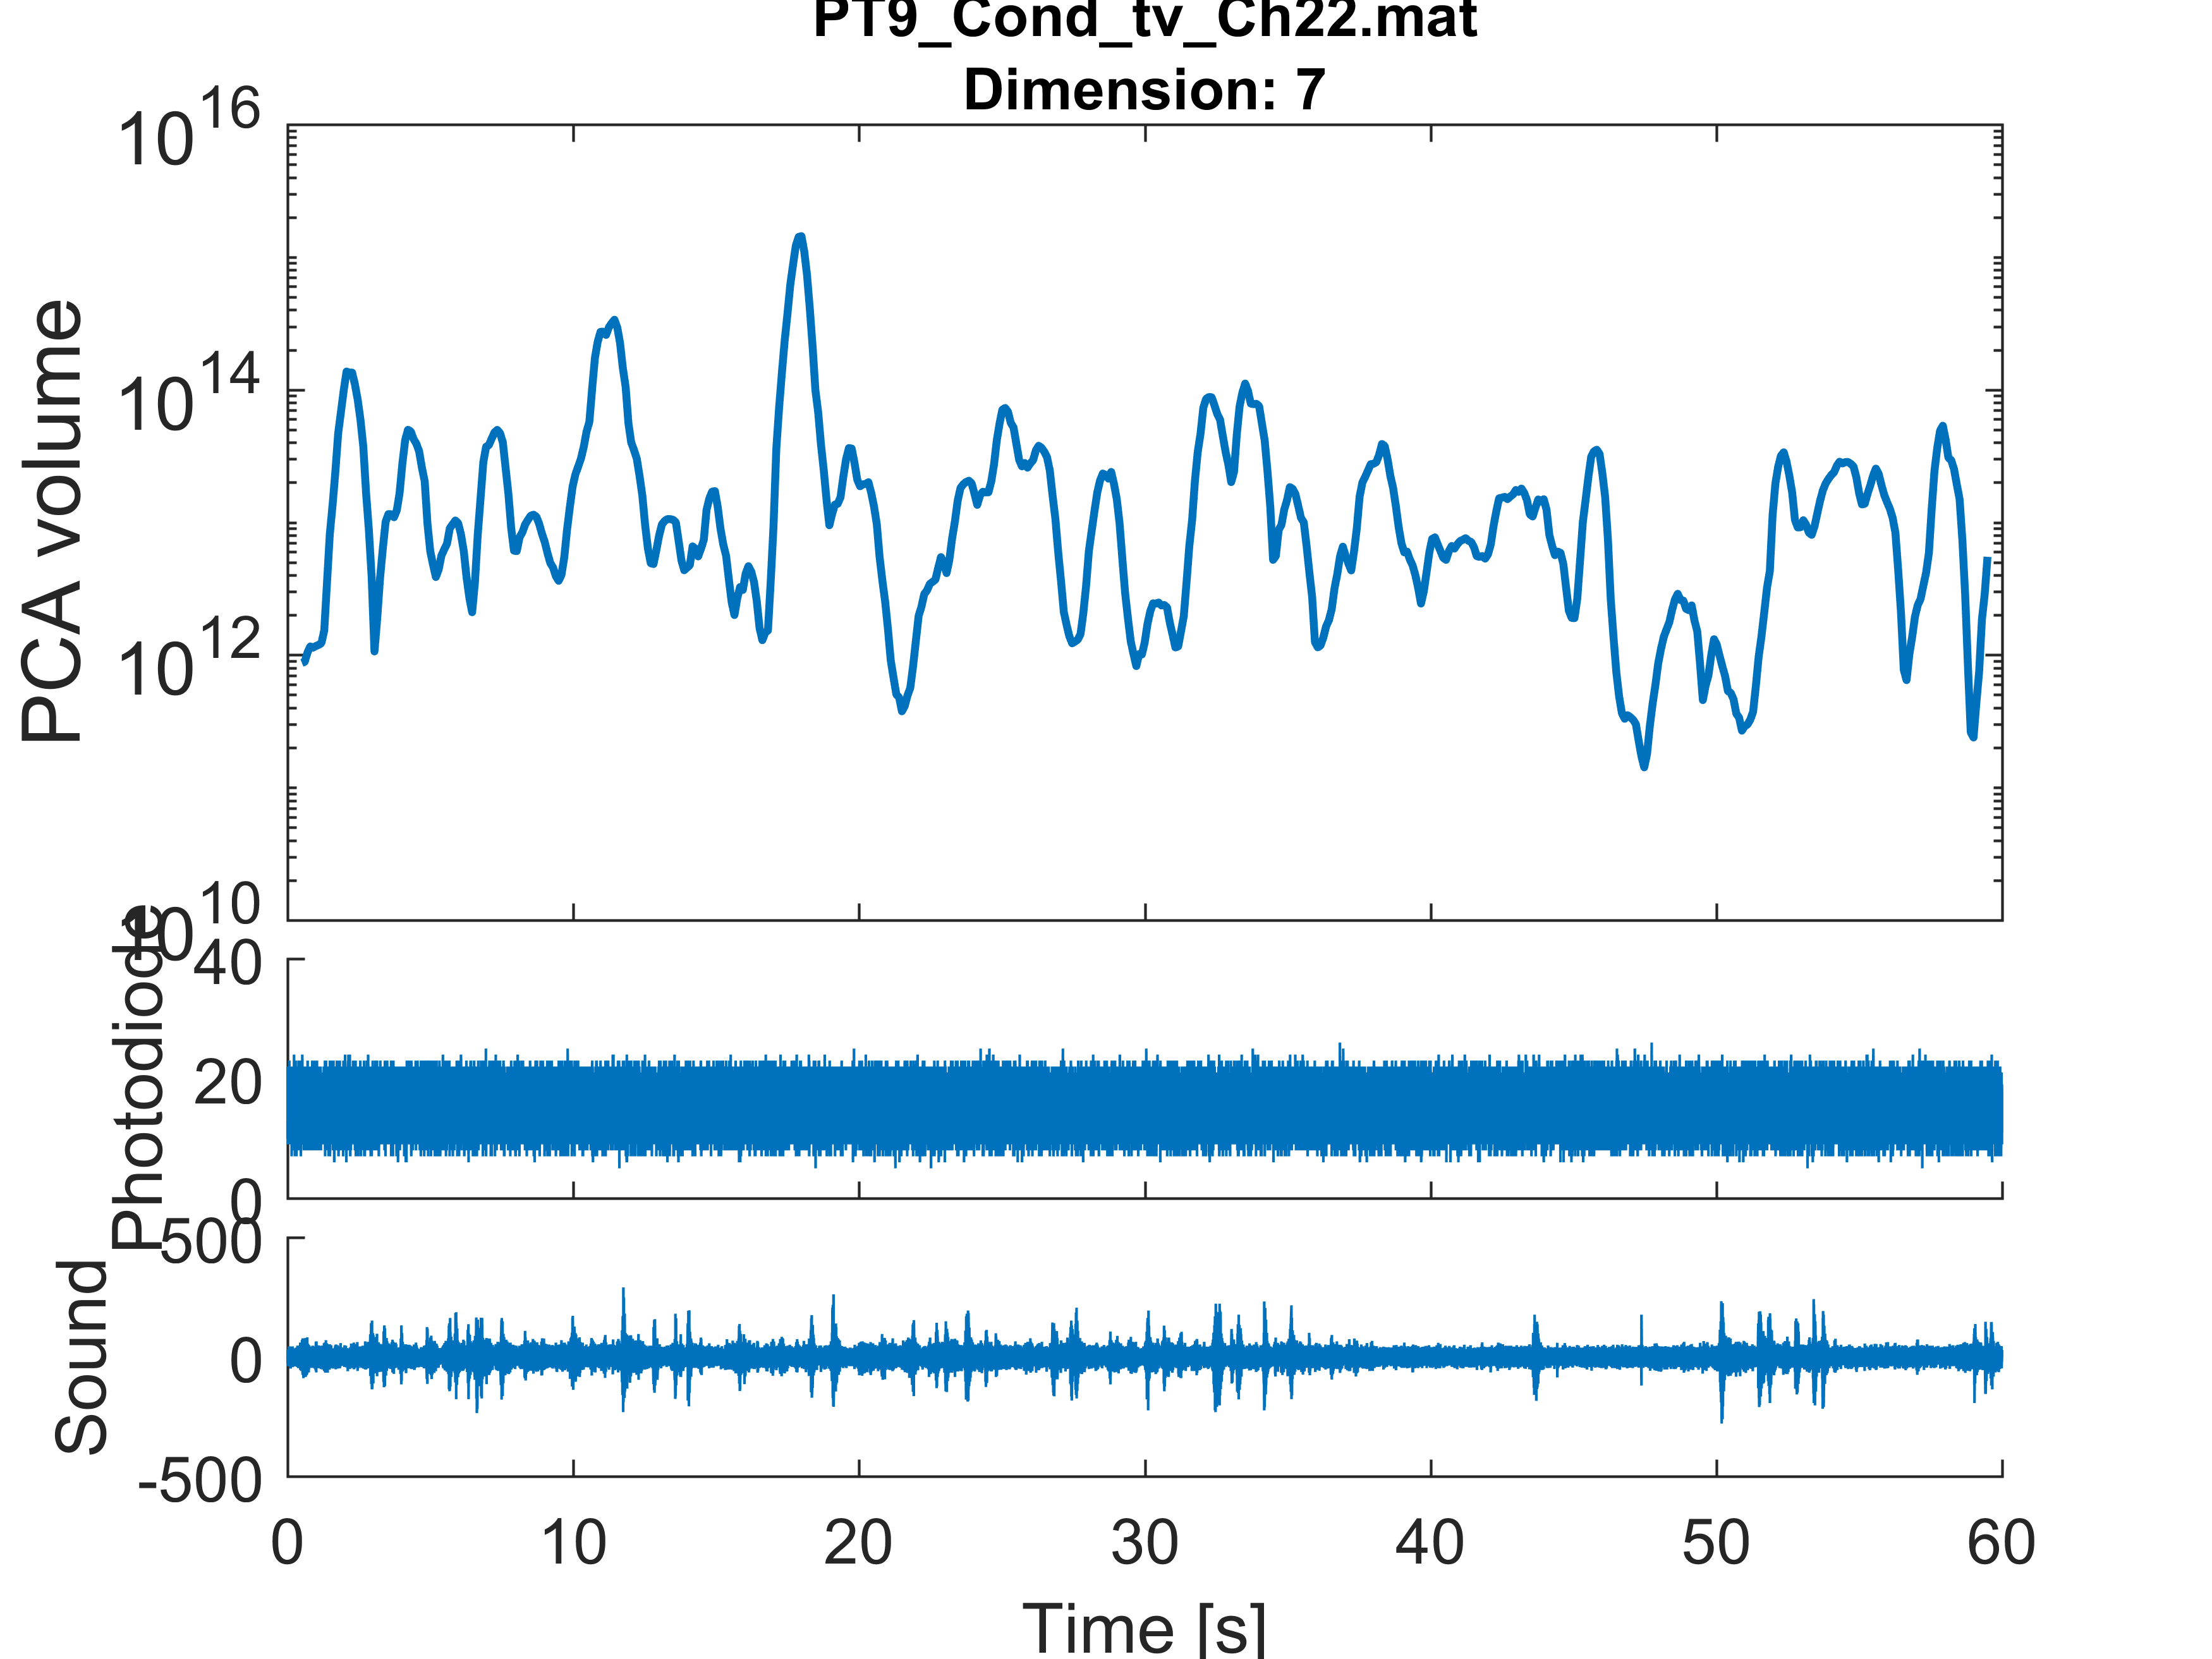 PT9_Cond_tv_Ch22.mat
Dimension: 7
PCA volume
10^16
10^14
10^12
10^10
Photodiode
40
20
0
Sound
500
0
-500
0 10 20 30 40 50 60
Time [s]